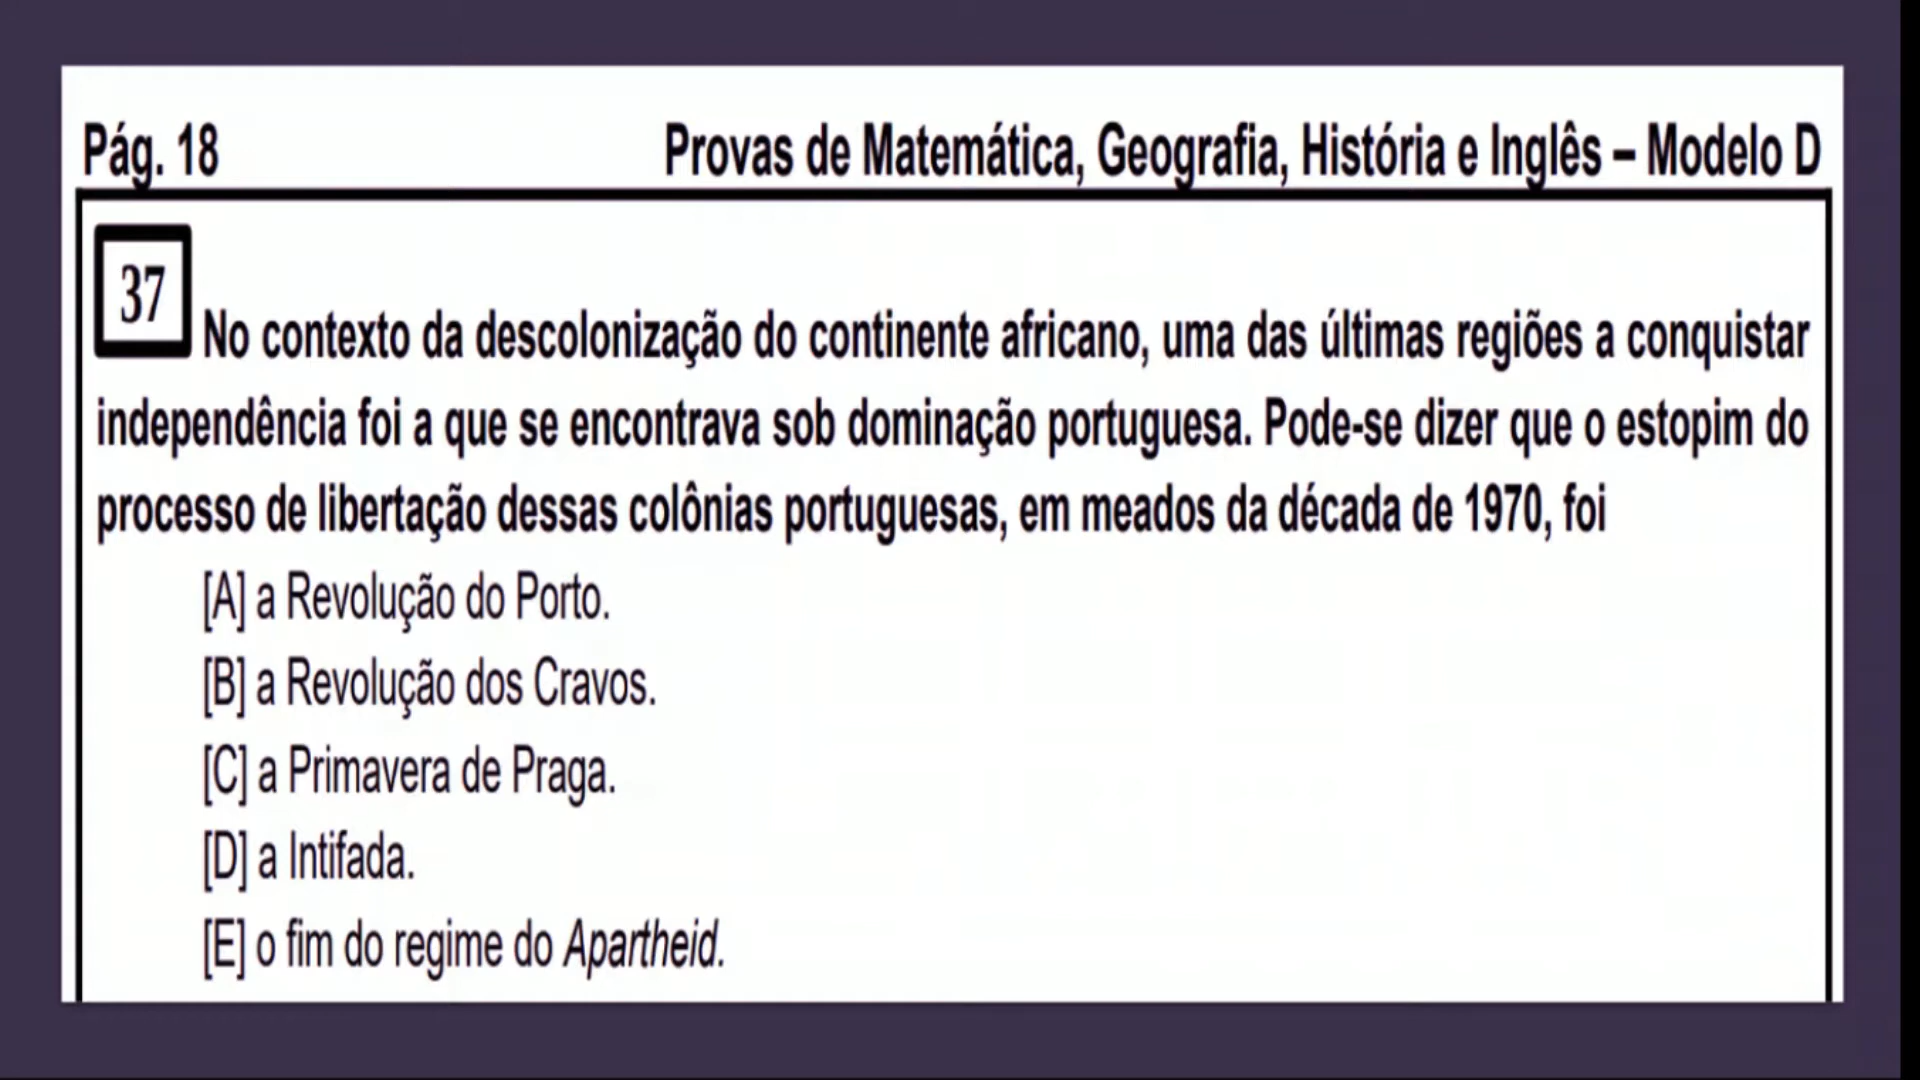 Pág. 18 Provas de Matemática, Geografia, História e Inglês – Modelo D
37
No contexto da descolonização do continente africano, uma das últimas regiões a conquistar
independência foi a que se encontrava sob dominação portuguesa. Pode-se dizer que o estopim do
processo de libertação dessas colônias portuguesas, em meados da década de 1970, foi
[A] a Revolução do Porto.
[B] a Revolução dos Cravos.
[C] a Primavera de Praga.
[D] a Intifada.
[E] o fim do regime do Apartheid.